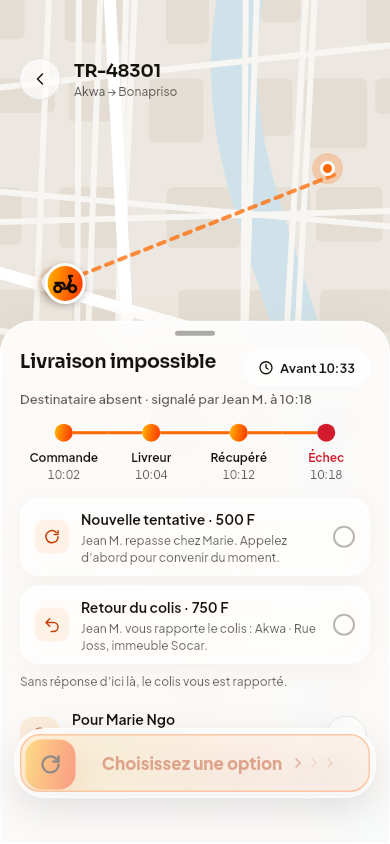 TR-48301
Akwa → Bonapriso
Livraison impossible
Avant 10:33
Destinataire absent · signalé par Jean M. à 10:18
Commande Livreur Récupéré Échec
10:02 10:04 10:12 10:18
Nouvelle tentative · 500 F
Jean M. repasse chez Marie. Appelez
d'abord pour convenir du moment.
Retour du colis · 750 F
Jean M. vous rapporte le colis : Akwa · Rue
Joss, immeuble Socar.
Sans réponse d'ici là, le colis vous est rapporté.
Pour Marie Ngo
Choisissez une option